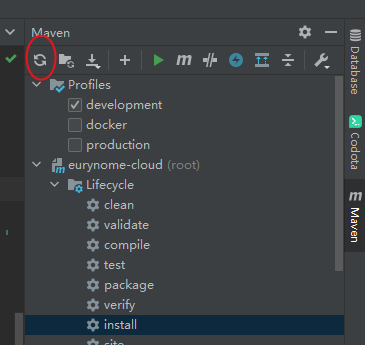 Maven
Profiles
development
docker
production
eurynome-cloud (root)
Lifecycle
clean
validate
compile
test
package
verify
install
site
Database
Codota
m Maven